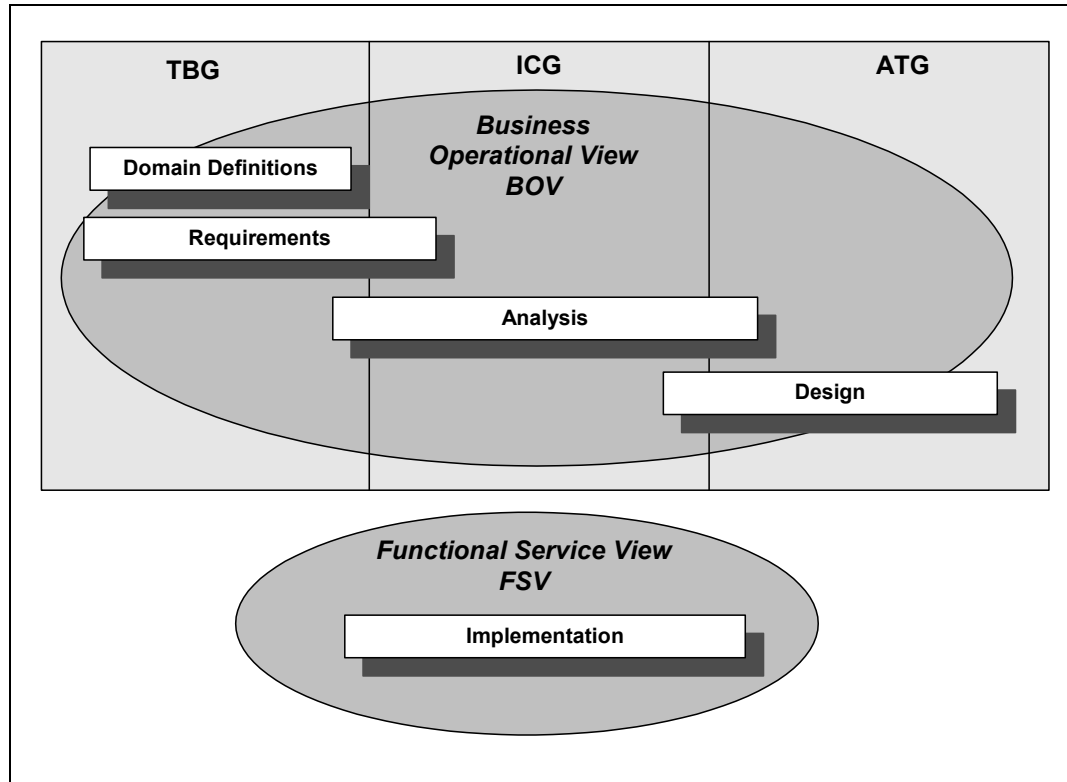 TBG
ICG
ATG
Business
Operational View
BOV
Domain Definitions
Requirements
Analysis
Design
Functional Service View
FSV
Implementation